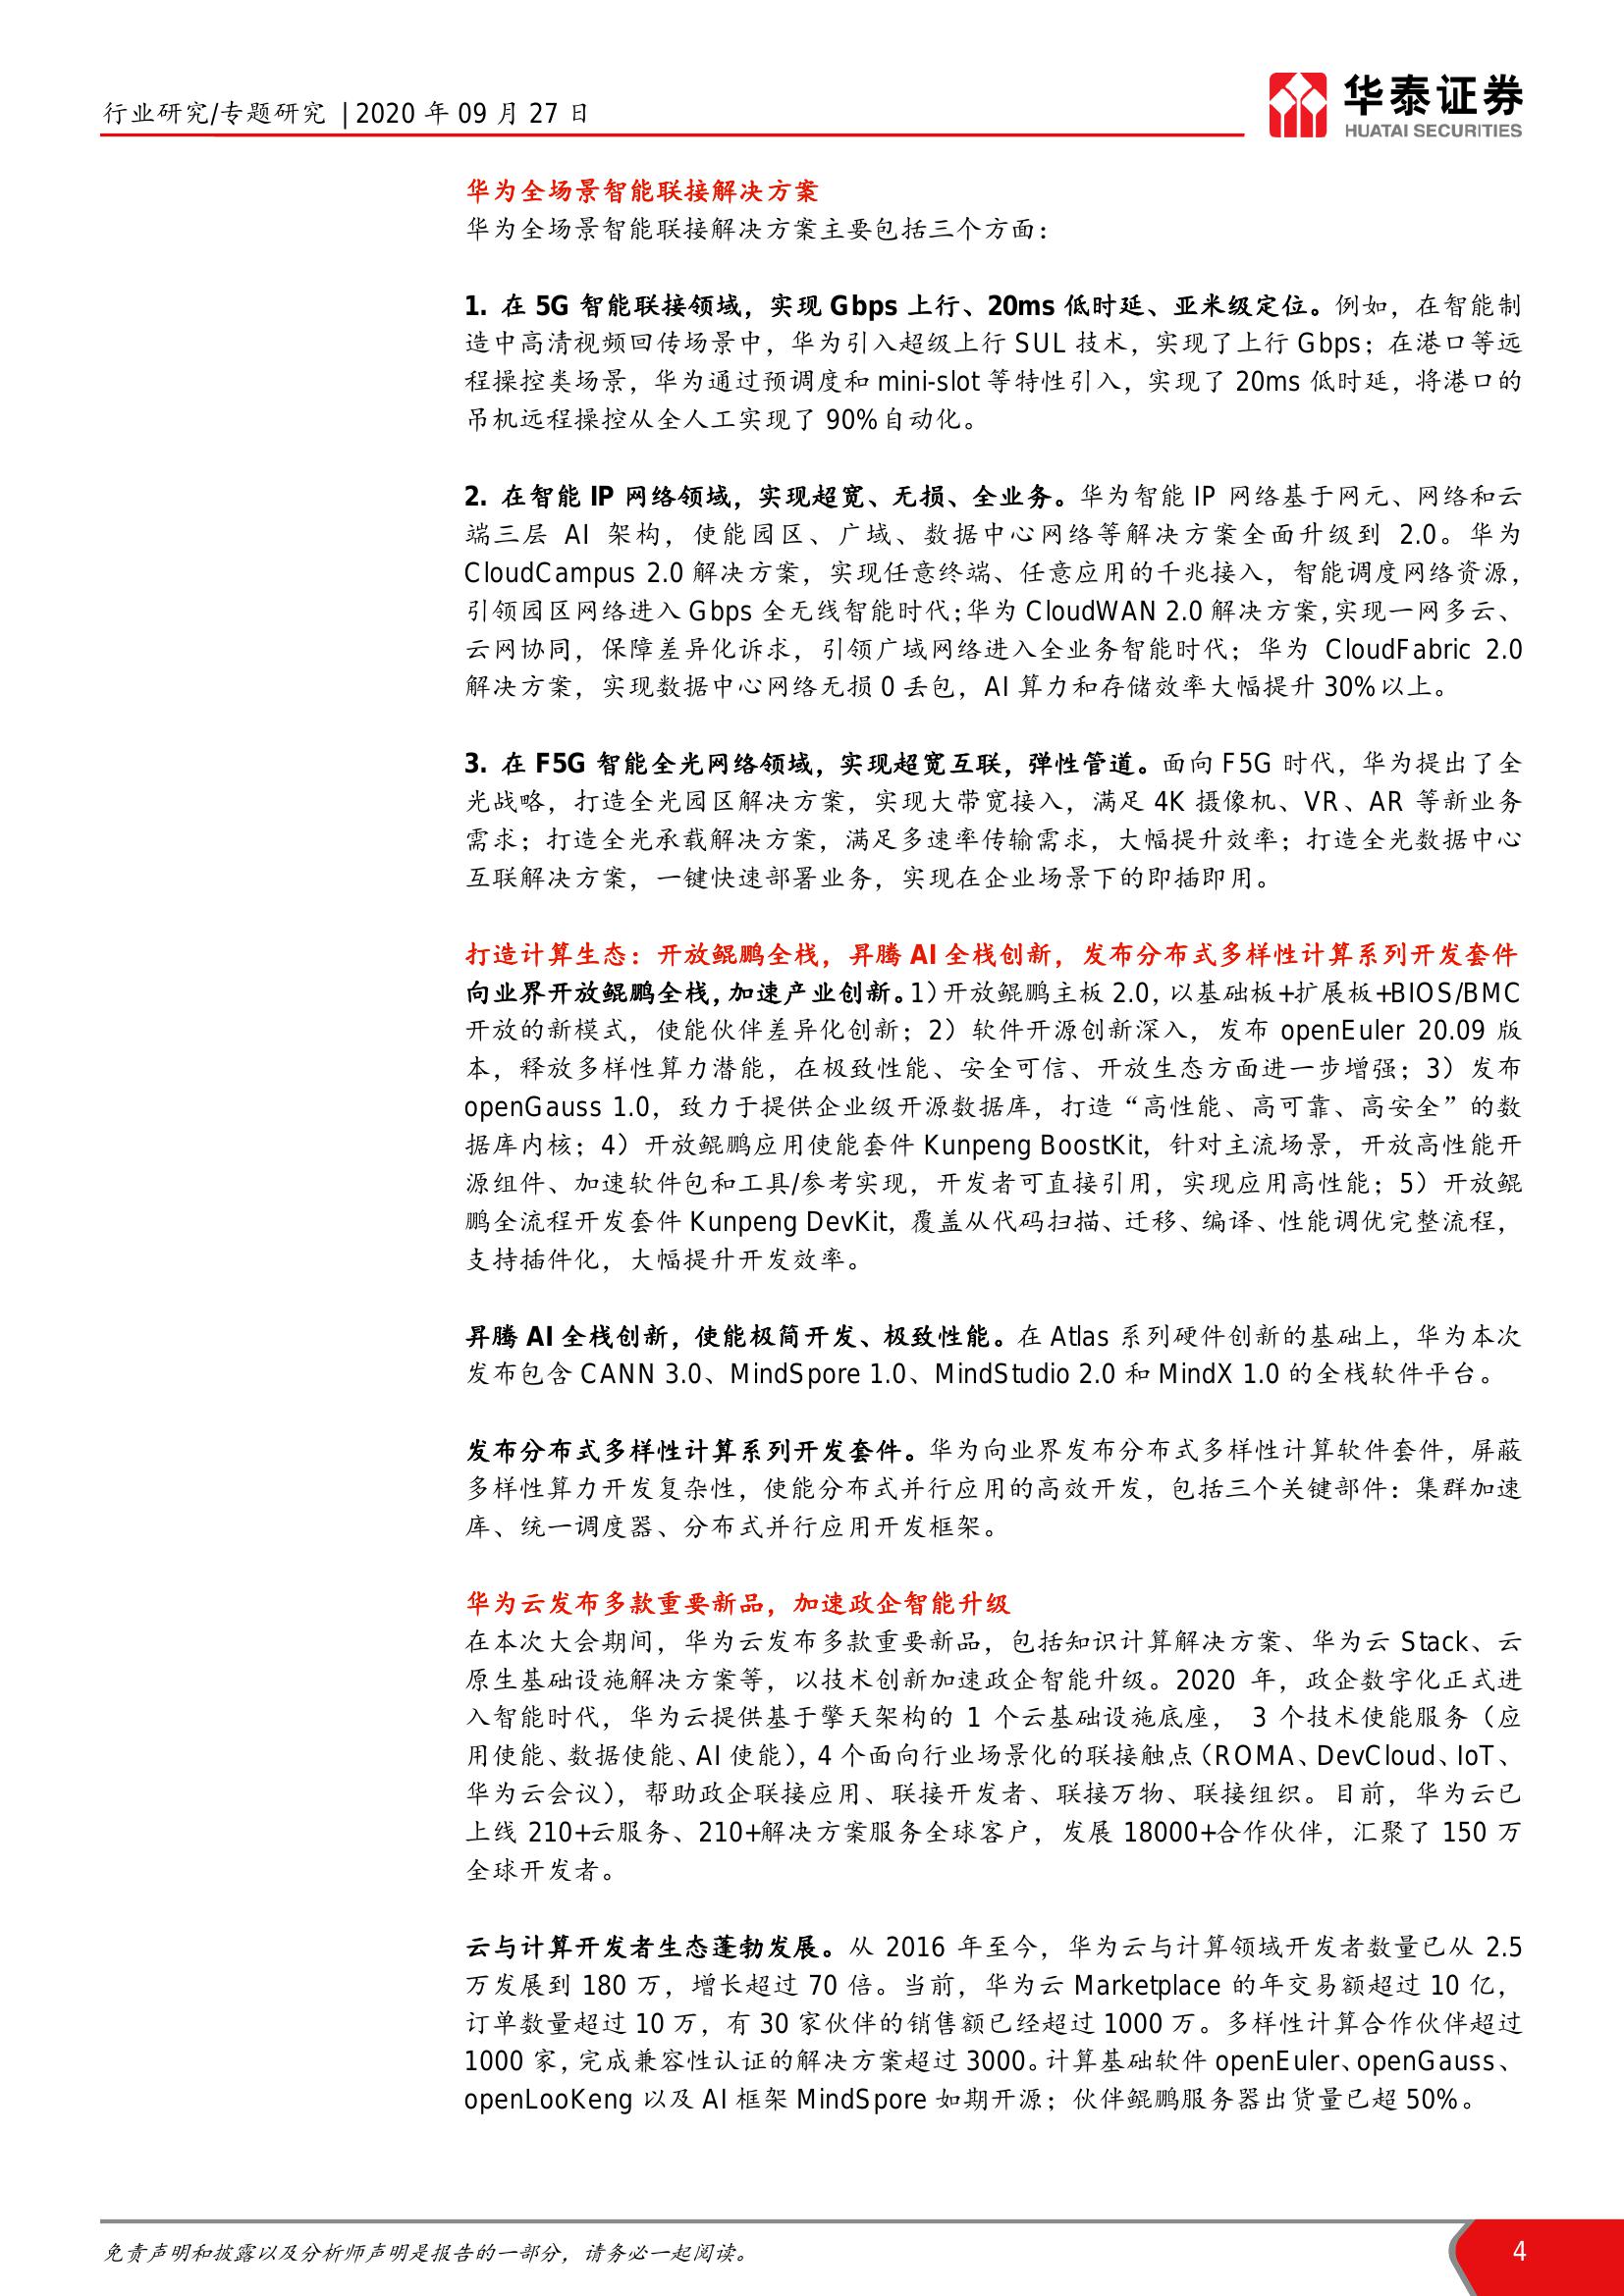 行业研究/专题研究 | 2020 年 09 月 27 日
华泰证券
HUATAI SECURITIES
华为全场景智能联接解决方案
华为全场景智能联接解决方案主要包括三个方面：
1. 在 5G 智能联接领域，实现 Gbps 上行、20ms 低时延、亚米级定位。例如，在智能制
造中高清视频回传场景中，华为引入超级上行 SUL 技术，实现了上行 Gbps；在港口等远
程操控类场景，华为通过预调度和 mini-slot 等特性引入，实现了 20ms 低时延，将港口的
吊机远程操控从全人工实现了 90%自动化。
2. 在智能 IP 网络领域，实现超宽、无损、全业务。华为智能 IP 网络基于网元、网络和云
端三层 AI 架构，使能园区、广域、数据中心网络等解决方案全面升级到 2.0。华为
CloudCampus 2.0 解决方案，实现任意终端、任意应用的千兆接入，智能调度网络资源，
引领园区网络进入 Gbps 全无线智能时代；华为 CloudWAN 2.0 解决方案，实现一网多云、
云网协同，保障差异化诉求，引领广域网络进入全业务智能时代；华为 CloudFabric 2.0
解决方案，实现数据中心网络无损 0 丢包，AI 算力和存储效率大幅提升 30%以上。
3. 在 F5G 智能全光网络领域，实现超宽互联，弹性管道。面向 F5G 时代，华为提出了全
光战略，打造全光园区解决方案，实现大带宽接入，满足 4K 摄像机、VR、AR 等新业务
需求；打造全光承载解决方案，满足多速率传输需求，大幅提升效率；打造全光数据中心
互联解决方案，一键快速部署业务，实现在企业场景下的即插即用。
打造计算生态：开放鲲鹏全栈，昇腾 AI 全栈创新，发布分布式多样性计算系列开发套件
向业界开放鲲鹏全栈，加速产业创新。1）开放鲲鹏主板 2.0，以基础板+扩展板+BIOS/BMC
开放的新模式，使能伙伴差异化创新；2）软件开源创新深入，发布 openEuler 20.09 版
本，释放多样性算力潜能，在极致性能、安全可信、开放生态方面进一步增强；3）发布
openGauss 1.0，致力于提供企业级开源数据库，打造“高性能、高可靠、高安全”的数
据库内核；4）开放鲲鹏应用使能套件 Kunpeng BoostKit，针对主流场景，开放高性能开
源组件、加速软件包和工具/参考实现，开发者可直接引用，实现应用高性能；5）开放鲲
鹏全流程开发套件 Kunpeng DevKit，覆盖从代码扫描、迁移、编译、性能调优完整流程，
支持插件化，大幅提升开发效率。
昇腾 AI 全栈创新，使能极简开发、极致性能。在 Atlas 系列硬件创新的基础上，华为本次
发布包含 CANN 3.0、MindSpore 1.0、MindStudio 2.0 和 MindX 1.0 的全栈软件平台。
发布分布式多样性计算系列开发套件。华为向业界发布分布式多样性计算软件套件，屏蔽
多样性算力开发复杂性，使能分布式并行应用的高效开发，包括三个关键部件：集群加速
库、统一调度器、分布式并行应用开发框架。
华为云发布多款重要新品，加速政企智能升级
在本次大会期间，华为云发布多款重要新品，包括知识计算解决方案、华为云 Stack、云
原生基础设施解决方案等，以技术创新加速政企智能升级。2020 年，政企数字化正式进
入智能时代，华为云提供基于擎天架构的 1 个云基础设施底座， 3 个技术使能服务（应
用使能、数据使能、AI 使能），4 个面向行业场景化的联接触点（ROMA、DevCloud、IoT、
华为云会议），帮助政企联接应用、联接开发者、联接万物、联接组织。目前，华为云已
上线 210+云服务、210+解决方案服务全球客户，发展 18000+合作伙伴，汇聚了 150 万
全球开发者。
云与计算开发者生态蓬勃发展。从 2016 年至今，华为云与计算领域开发者数量已从 2.5
万发展到 180 万，增长超过 70 倍。当前，华为云 Marketplace 的年交易额超过 10 亿，
订单数量超过 10 万，有 30 家伙伴的销售额已经超过 1000 万。多样性计算合作伙伴超过
1000 家，完成兼容性认证的解决方案超过 3000。计算基础软件 openEuler、openGauss、
openLooKeng 以及 AI 框架 MindSpore 如期开源；伙伴鲲鹏服务器出货量已超 50%。
免责声明和披露以及分析师声明是报告的一部分，请务必一起阅读。
4